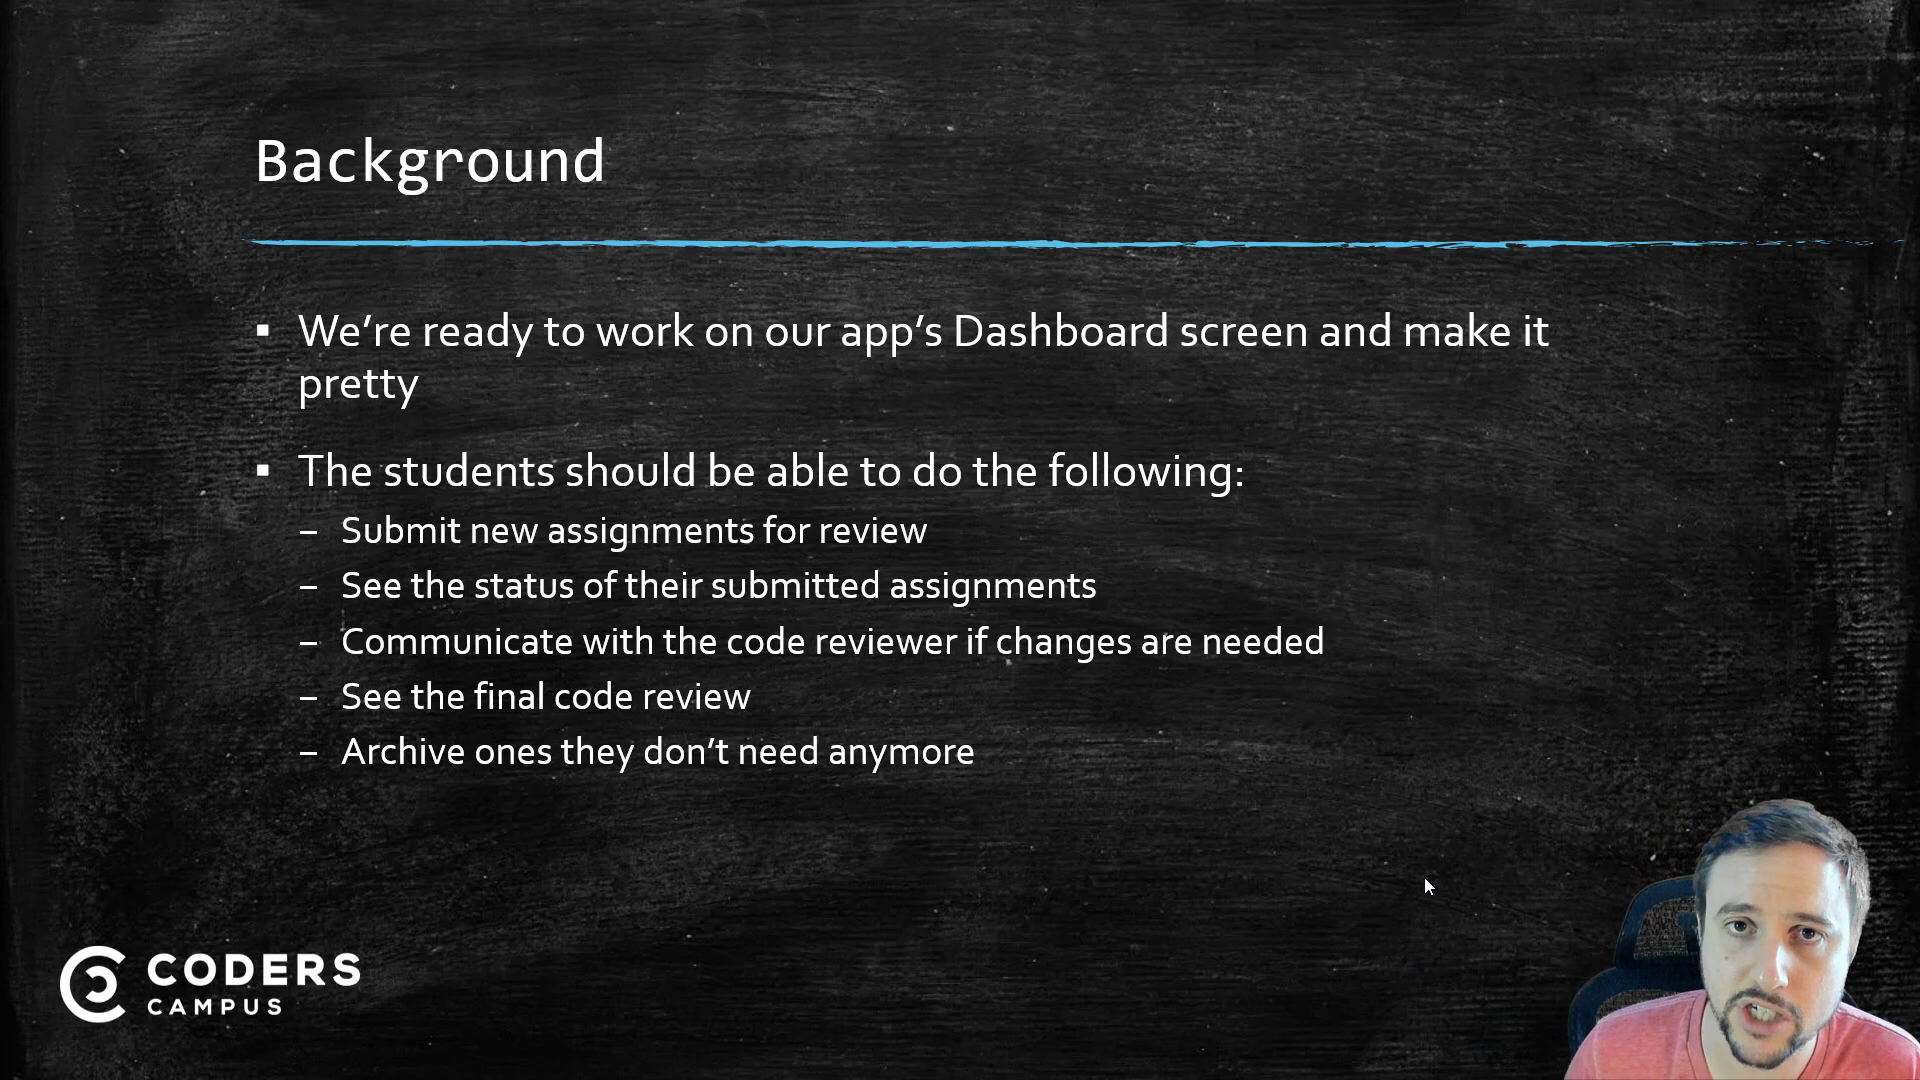 Background
▪ We’re ready to work on our app’s Dashboard screen and make it
pretty
▪ The students should be able to do the following:
– Submit new assignments for review
– See the status of their submitted assignments
– Communicate with the code reviewer if changes are needed
– See the final code review
– Archive ones they don’t need anymore
CODERS
CAMPUS